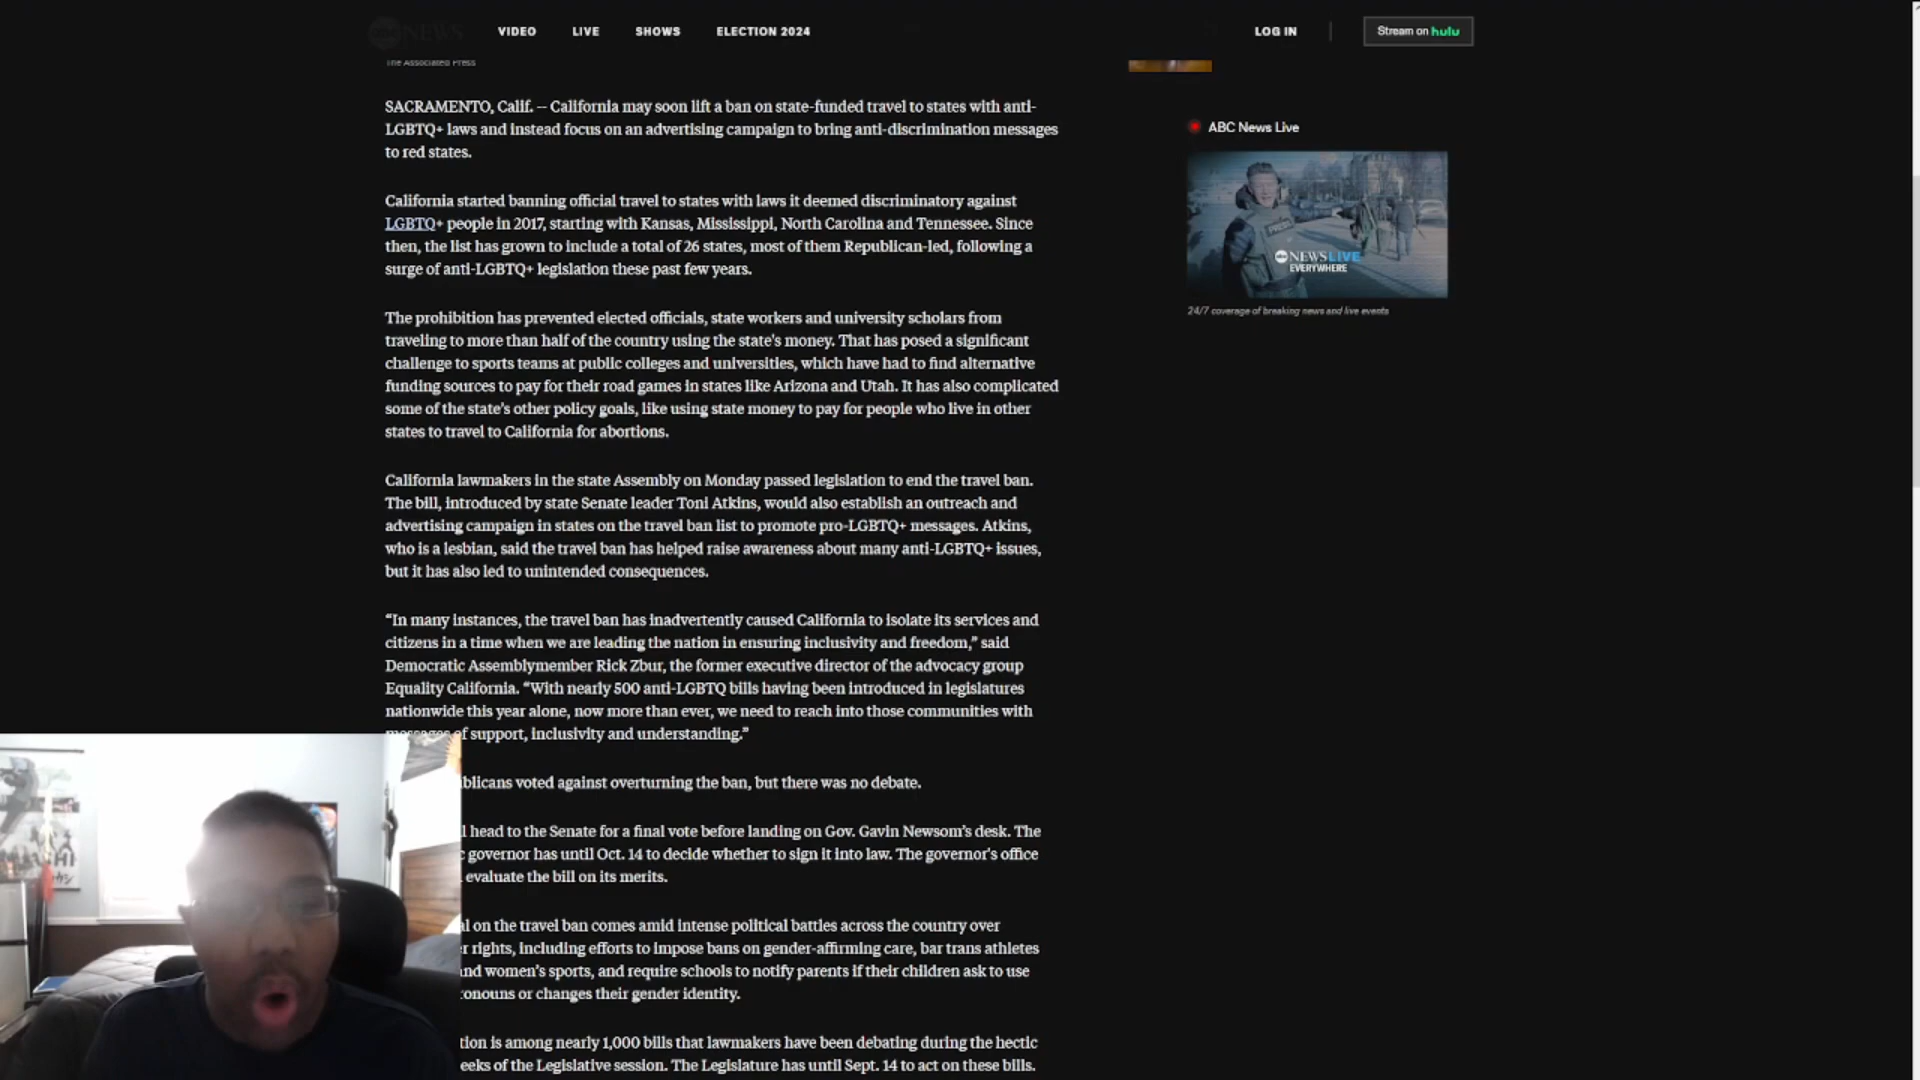 abc NEWS VIDEO LIVE SHOWS ELECTION 2024 LOG IN Stream on hulu
The Associated Press
SACRAMENTO, Calif. -- California may soon lift a ban on state-funded travel to states with anti-
LGBTQ+ laws and instead focus on an advertising campaign to bring anti-discrimination messages
to red states.
California started banning official travel to states with laws it deemed discriminatory against
LGBTQ+ people in 2017, starting with Kansas, Mississippi, North Carolina and Tennessee. Since
then, the list has grown to include a total of 26 states, most of them Republican-led, following a
surge of anti-LGBTQ+ legislation these past few years.
The prohibition has prevented elected officials, state workers and university scholars from
traveling to more than half of the country using the state's money. That has posed a significant
challenge to sports teams at public colleges and universities, which have had to find alternative
funding sources to pay for their road games in states like Arizona and Utah. It has also complicated
some of the state's other policy goals, like using state money to pay for people who live in other
states to travel to California for abortions.
California lawmakers in the state Assembly on Monday passed legislation to end the travel ban.
The bill, introduced by state Senate leader Toni Atkins, would also establish an outreach and
advertising campaign in states on the travel ban list to promote pro-LGBTQ+ messages. Atkins,
who is a lesbian, said the travel ban has helped raise awareness about many anti-LGBTQ+ issues,
but it has also led to unintended consequences.
“In many instances, the travel ban has inadvertently caused California to isolate its services and
citizens in a time when we are leading the nation in ensuring inclusivity and freedom,” said
Democratic Assemblymember Rick Zbur, the former executive director of the advocacy group
Equality California. “With nearly 500 anti-LGBTQ bills having been introduced in legislatures
nationwide this year alone, now more than ever, we need to reach into those communities with
of support, inclusivity and understanding.”
blicans voted against overturning the ban, but there was no debate.
l head to the Senate for a final vote before landing on Gov. Gavin Newsom’s desk. The
governor has until Oct. 14 to decide whether to sign it into law. The governor's office
evaluate the bill on its merits.
al on the travel ban comes amid intense political battles across the country over
r rights, including efforts to impose bans on gender-affirming care, bar trans athletes
nd women’s sports, and require schools to notify parents if their children ask to use
ronouns or changes their gender identity.
tion is among nearly 1,000 bills that lawmakers have been debating during the hectic
eeks of the Legislative session. The Legislature has until Sept. 14 to act on these bills.
ABC News Live
PRESS
abc NEWS LIVE
EVERYWHERE
24/7 coverage of breaking news and live events